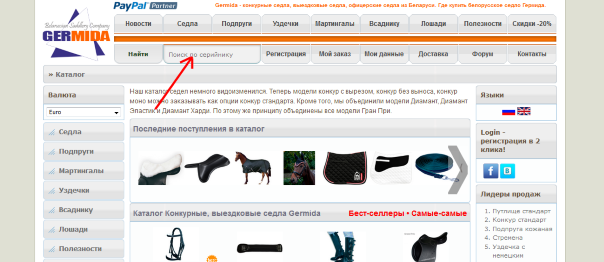 PayPal Partner
Germida - конкурные седла, выездковые седла, офицерские седла из Беларуси. Где купить белорусское седло Гермида.
Belarusian Saddlery Company
GERMIDA
Новости Седла Подпруги Уздечки Мартингалы Всаднику Лошади Полезности Скидки -20%
Найти Поиск по серийнику Регистрация Мой заказ Мои данные Доставка Форум Контакты
» Каталог
Валюта
Euro
Седла
Подпруги
Мартингалы
Уздечки
Всаднику
Лошади
Полезности
Наш каталог седел немного видоизменился. Теперь модели конкур с вырезом, конкур без выноса, конкур
моно можно заказывать как опции конкур стандарта. Кроме того, мы объединили модели Диамант, Диамант
Эластик и Диамант Харди. По этому же принципу объединены все модели Гран При.
Последние поступления в каталог
Каталог Конкурные, выездковые седла Germida Бест-селлеры • Самые-самые
Языки
Login -
регистрация в 2
клика!
Лидеры продаж
1. Путлище стандарт
2. Конкур стандарт
3. Подпруга кожаная
4. Стремена
5. Уздечка с
ненецким